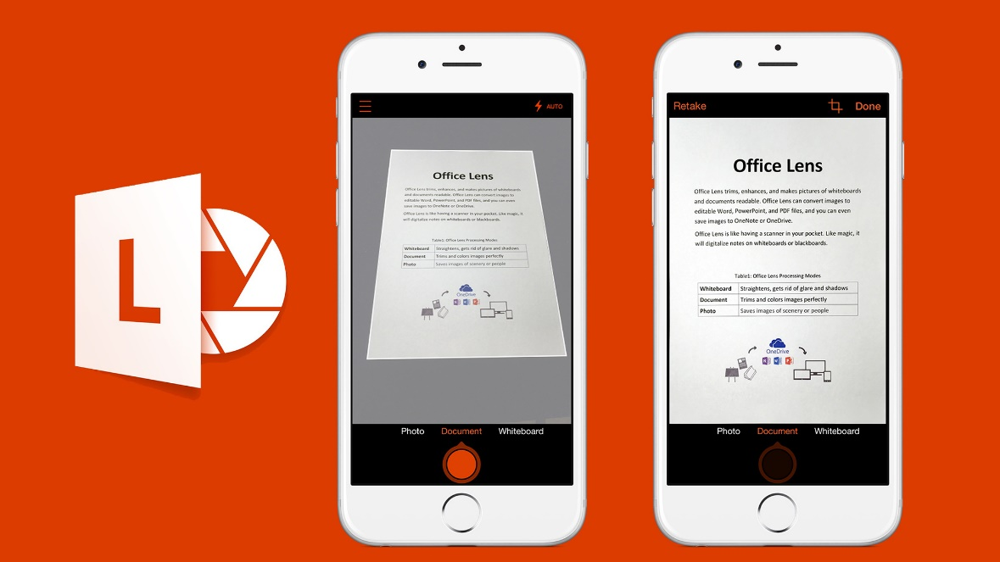 L
AUTO
Office Lens
Office Lens trims, enhances, and makes pictures of whiteboards
and documents readable. Office Lens can convert images to
editable Word, PowerPoint, and PDF files, and you can even
save images to OneNote or OneDrive.
Office Lens is like having a scanner in your pocket. Like magic, it
will digitalize notes on whiteboards or blackboards.
Table1: Office Lens Processing Modes
Whiteboard Straightens, gets rid of glare and shadows
Document Trims and colors images perfectly
Photo Saves images of scenery or people
OneDrive
N W P
Photo Document Whiteboard
Retake Done
Office Lens
Office Lens trims, enhances, and makes pictures of whiteboards
and documents readable. Office Lens can convert images to
editable Word, PowerPoint, and PDF files, and you can even
save images to OneNote or OneDrive.
Office Lens is like having a scanner in your pocket. Like magic, it
will digitalize notes on whiteboards or blackboards.
Table1: Office Lens Processing Modes
Whiteboard Straightens, gets rid of glare and shadows
Document Trims and colors images perfectly
Photo Saves images of scenery or people
OneDrive
N W P
Photo Document Whiteboard